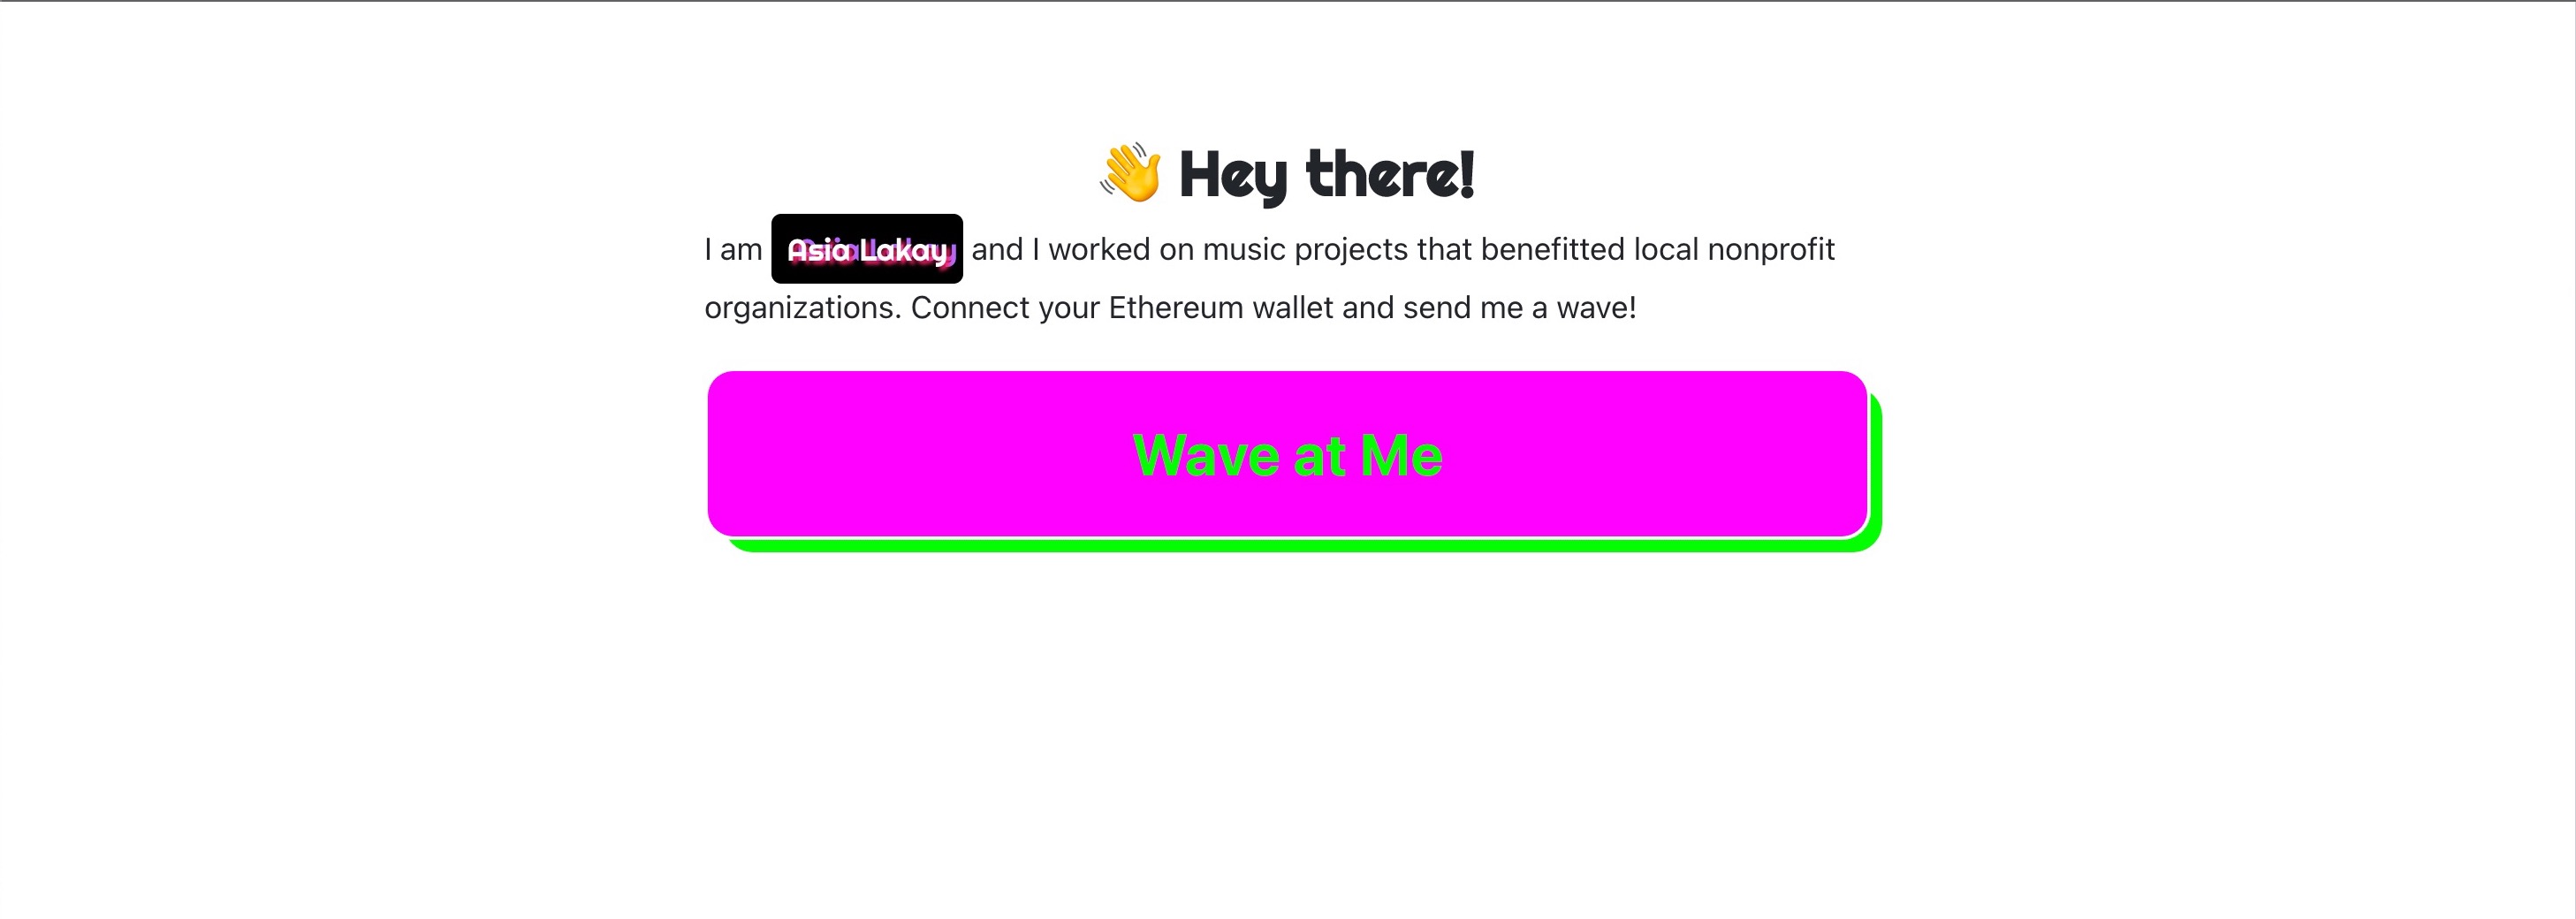 👋 Hey there!
I am Asia Lakay and I worked on music projects that benefitted local nonprofit
organizations. Connect your Ethereum wallet and send me a wave!
Wave at Me